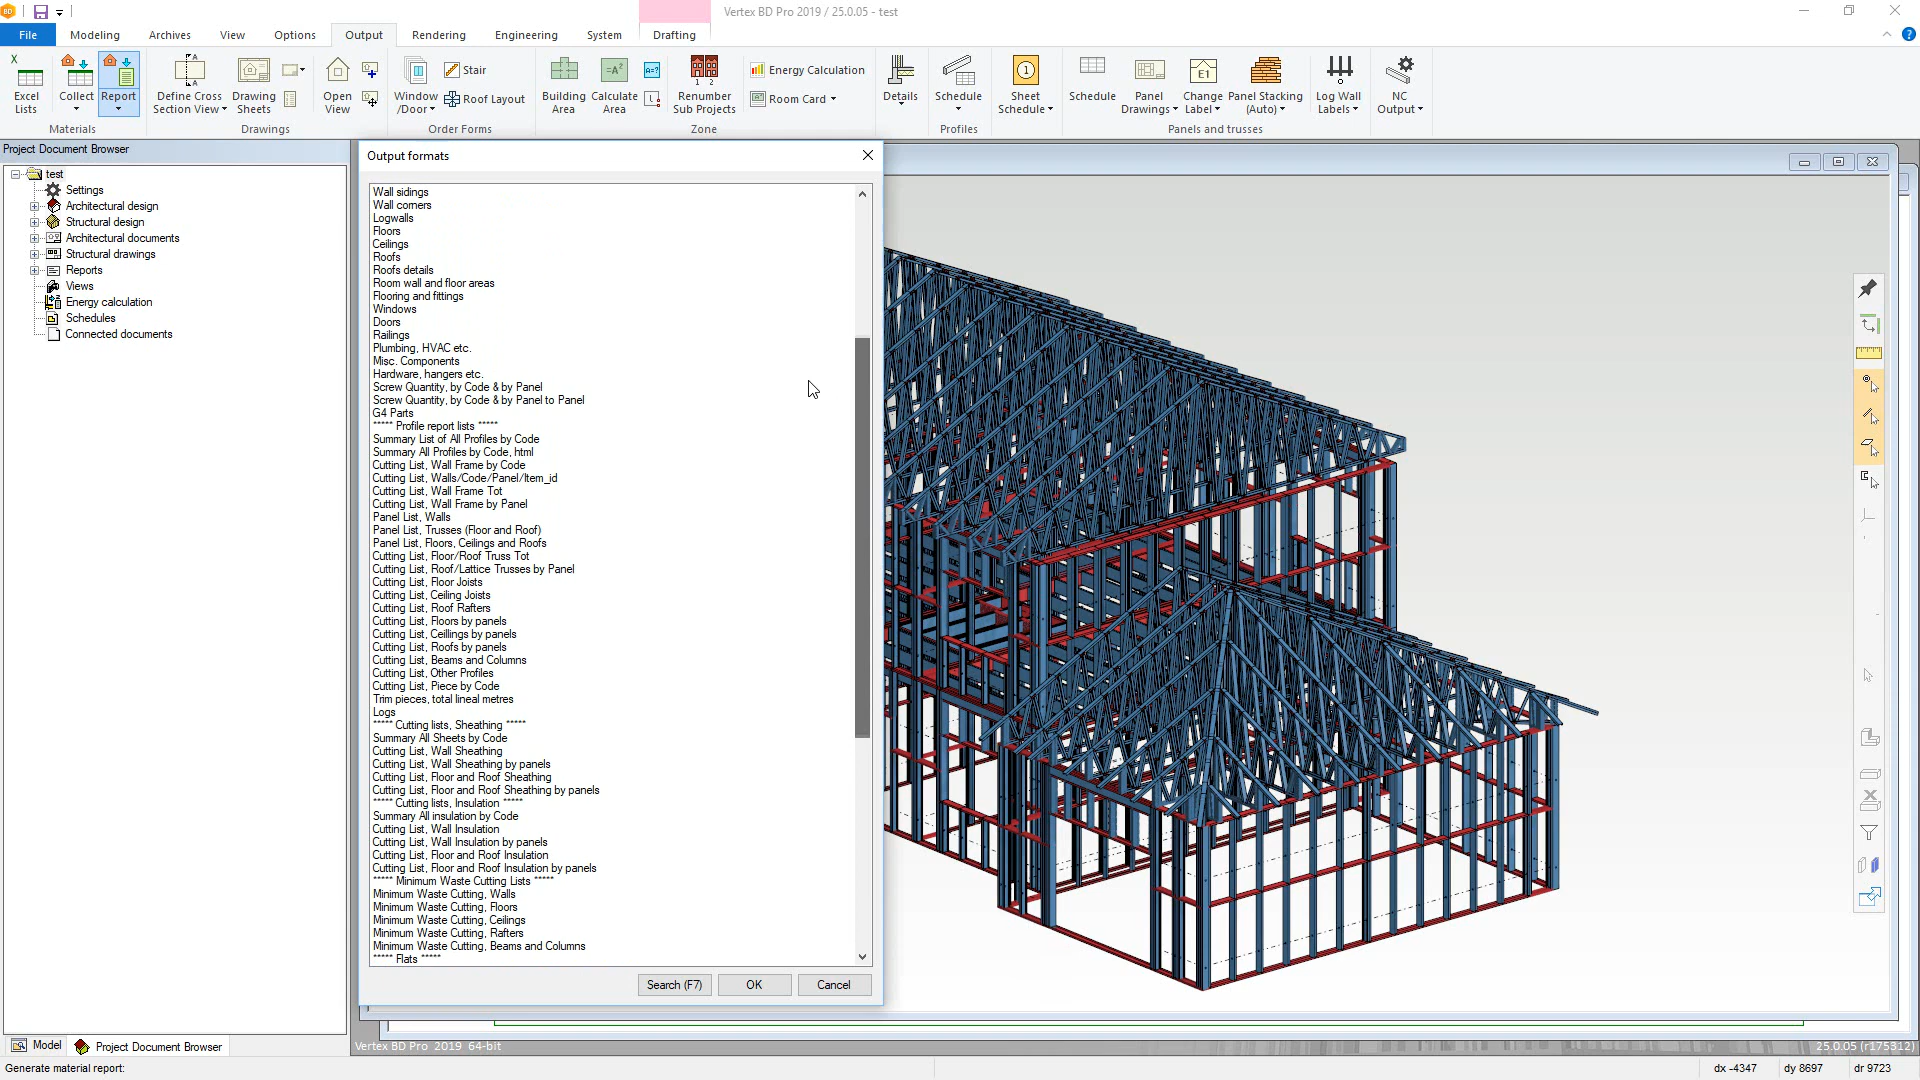 BD
Vertex BD Pro 2019 / 25.0.05 - test
File
Modeling
Archives
View
Options
Output
Rendering
Engineering
System
Drafting
Excel Lists
Collect
Report
Materials
Define Cross Section View
Drawing Sheets
Drawings
Open View
Window /Door
Stair
Roof Layout
Order Forms
Building Area
Calculate Area
Renumber Sub Projects
Energy Calculation
Room Card
Zone
Details
Schedule
Profiles
Sheet Schedule
Schedule
Panel Drawings
Change Label
Panel Stacking (Auto)
Log Wall Labels
NC Output
Panels and trusses
Project Document Browser
test
Settings
Architectural design
Structural design
Architectural documents
Structural drawings
Reports
Views
Energy calculation
Schedules
Connected documents
Output formats
Wall sidings
Wall corners
Logwalls
Floors
Ceilings
Roofs
Roofs details
Room wall and floor areas
Flooring and fittings
Windows
Doors
Railings
Plumbing, HVAC etc.
Misc. Components
Hardware, hangers etc.
Screw Quantity, by Code & by Panel
Screw Quantity, by Code & by Panel to Panel
G4 Parts
***** Profile report lists *****
Summary List of All Profiles by Code
Summary All Profiles by Code, html
Cutting List, Wall Frame by Code
Cutting List, Walls/Code/Panel/Item_id
Cutting List, Wall Frame Tot
Cutting List, Wall Frame by Panel
Panel List, Walls
Panel List, Trusses (Floor and Roof)
Panel List, Floors, Ceilings and Roofs
Cutting List, Floor/Roof Truss Tot
Cutting List, Roof/Lattice Trusses by Panel
Cutting List, Floor Joists
Cutting List, Ceiling Joists
Cutting List, Roof Rafters
Cutting List, Floors by panels
Cutting List, Ceillings by panels
Cutting List, Roofs by panels
Cutting List, Beams and Columns
Cutting List, Other Profiles
Cutting List, Piece by Code
Trim pieces, total lineal metres
Logs
***** Cutting lists, Sheathing *****
Summary All Sheets by Code
Cutting List, Wall Sheathing
Cutting List, Wall Sheathing by panels
Cutting List, Floor and Roof Sheathing
Cutting List, Floor and Roof Sheathing by panels
***** Cutting lists, Insulation *****
Summary All insulation by Code
Cutting List, Wall Insulation
Cutting List, Wall Insulation by panels
Cutting List, Floor and Roof Insulation
Cutting List, Floor and Roof Insulation by panels
***** Minimum Waste Cutting Lists *****
Minimum Waste Cutting, Walls
Minimum Waste Cutting, Floors
Minimum Waste Cutting, Ceilings
Minimum Waste Cutting, Rafters
Minimum Waste Cutting, Beams and Columns
***** Flats *****
Search (F7)
OK
Cancel
Model
Project Document Browser
Vertex BD Pro 2019 64-bit
25.0.05 (r175312)
Generate material report:
dx -4347
dy 8697
dr 9723